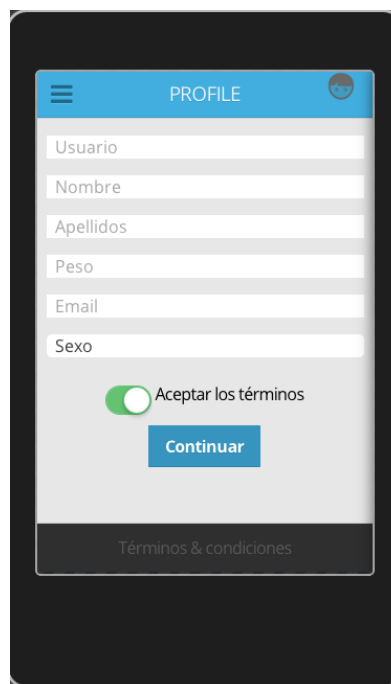 PROFILE
Usuario
Nombre
Apellidos
Peso
Email
Sexo
Aceptar los términos
Continuar
Términos & condiciones